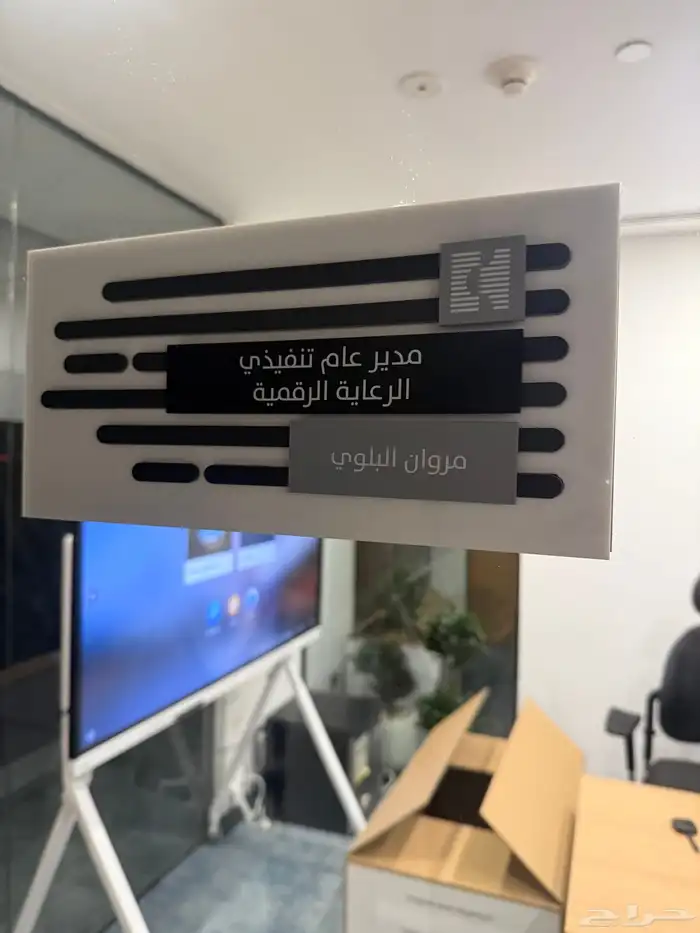 مدير عام تنفيذي
الرعاية الرقمية
مروان البلوي
حراج